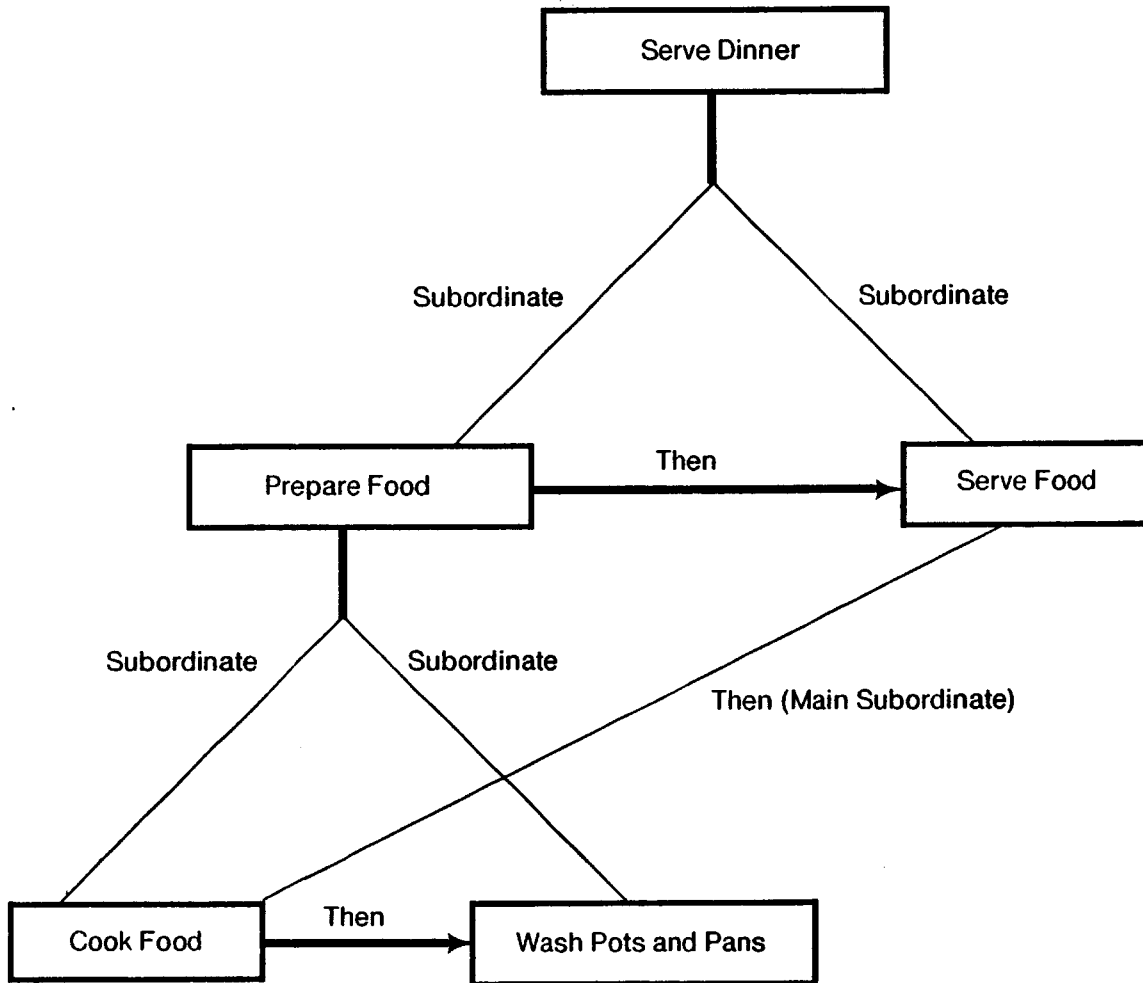 Serve Dinner
Subordinate
Subordinate
Prepare Food
Then
Serve Food
Subordinate
Subordinate
Then (Main Subordinate)
Cook Food
Then
Wash Pots and Pans